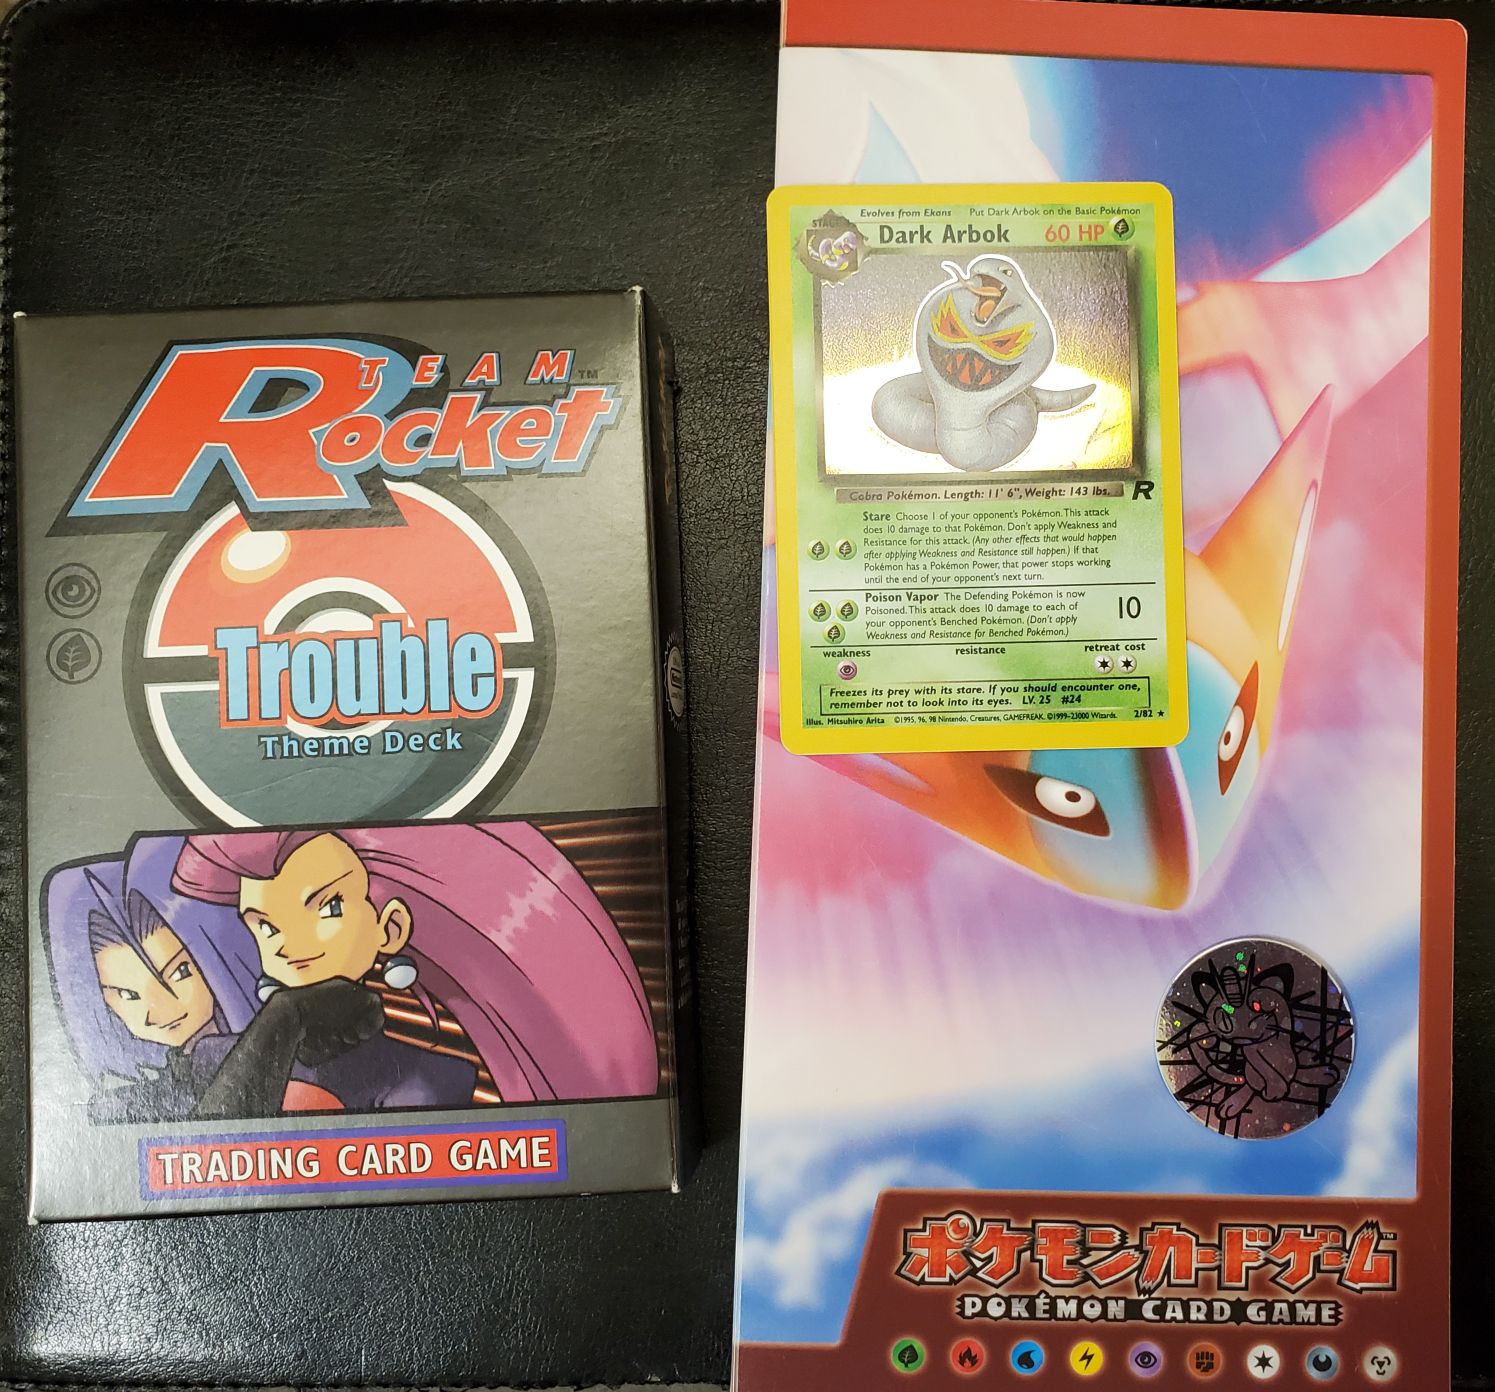 TEAM™
Rocket
Trouble
Theme Deck
TRADING CARD GAME
Evolves from Ekans Put Dark Arbok on the Basic Pokémon
Dark Arbok 60 HP
Cobra Pokémon. Length: 11' 6", Weight: 143 lbs.
R
Stare Choose 1 of your opponent's Pokémon. This attack
does 10 damage to that Pokémon. Don't apply Weakness and
Resistance for this attack. (Any other effects that would happen
after applying Weakness and Resistance still happen.) If that
Pokémon has a Pokémon Power, that power stops working
until the end of your opponent's next turn.
Poison Vapor The Defending Pokémon is now
Poisoned. This attack does 10 damage to each of
your opponent's Benched Pokémon. (Don't apply
Weakness and Resistance for Benched Pokémon.)
10
weakness resistance retreat cost
Freezes its prey with its stare. If you should encounter one,
remember not to look into its eyes. LV. 25 #24
Illus. Mitsuhiro Arita ©1995, 96, 98 Nintendo, Creatures, GAMEFREAK. ©1999-23000 Wizards. 2/82 ★
ポケモンカードゲーム™
POKÉMON CARD GAME